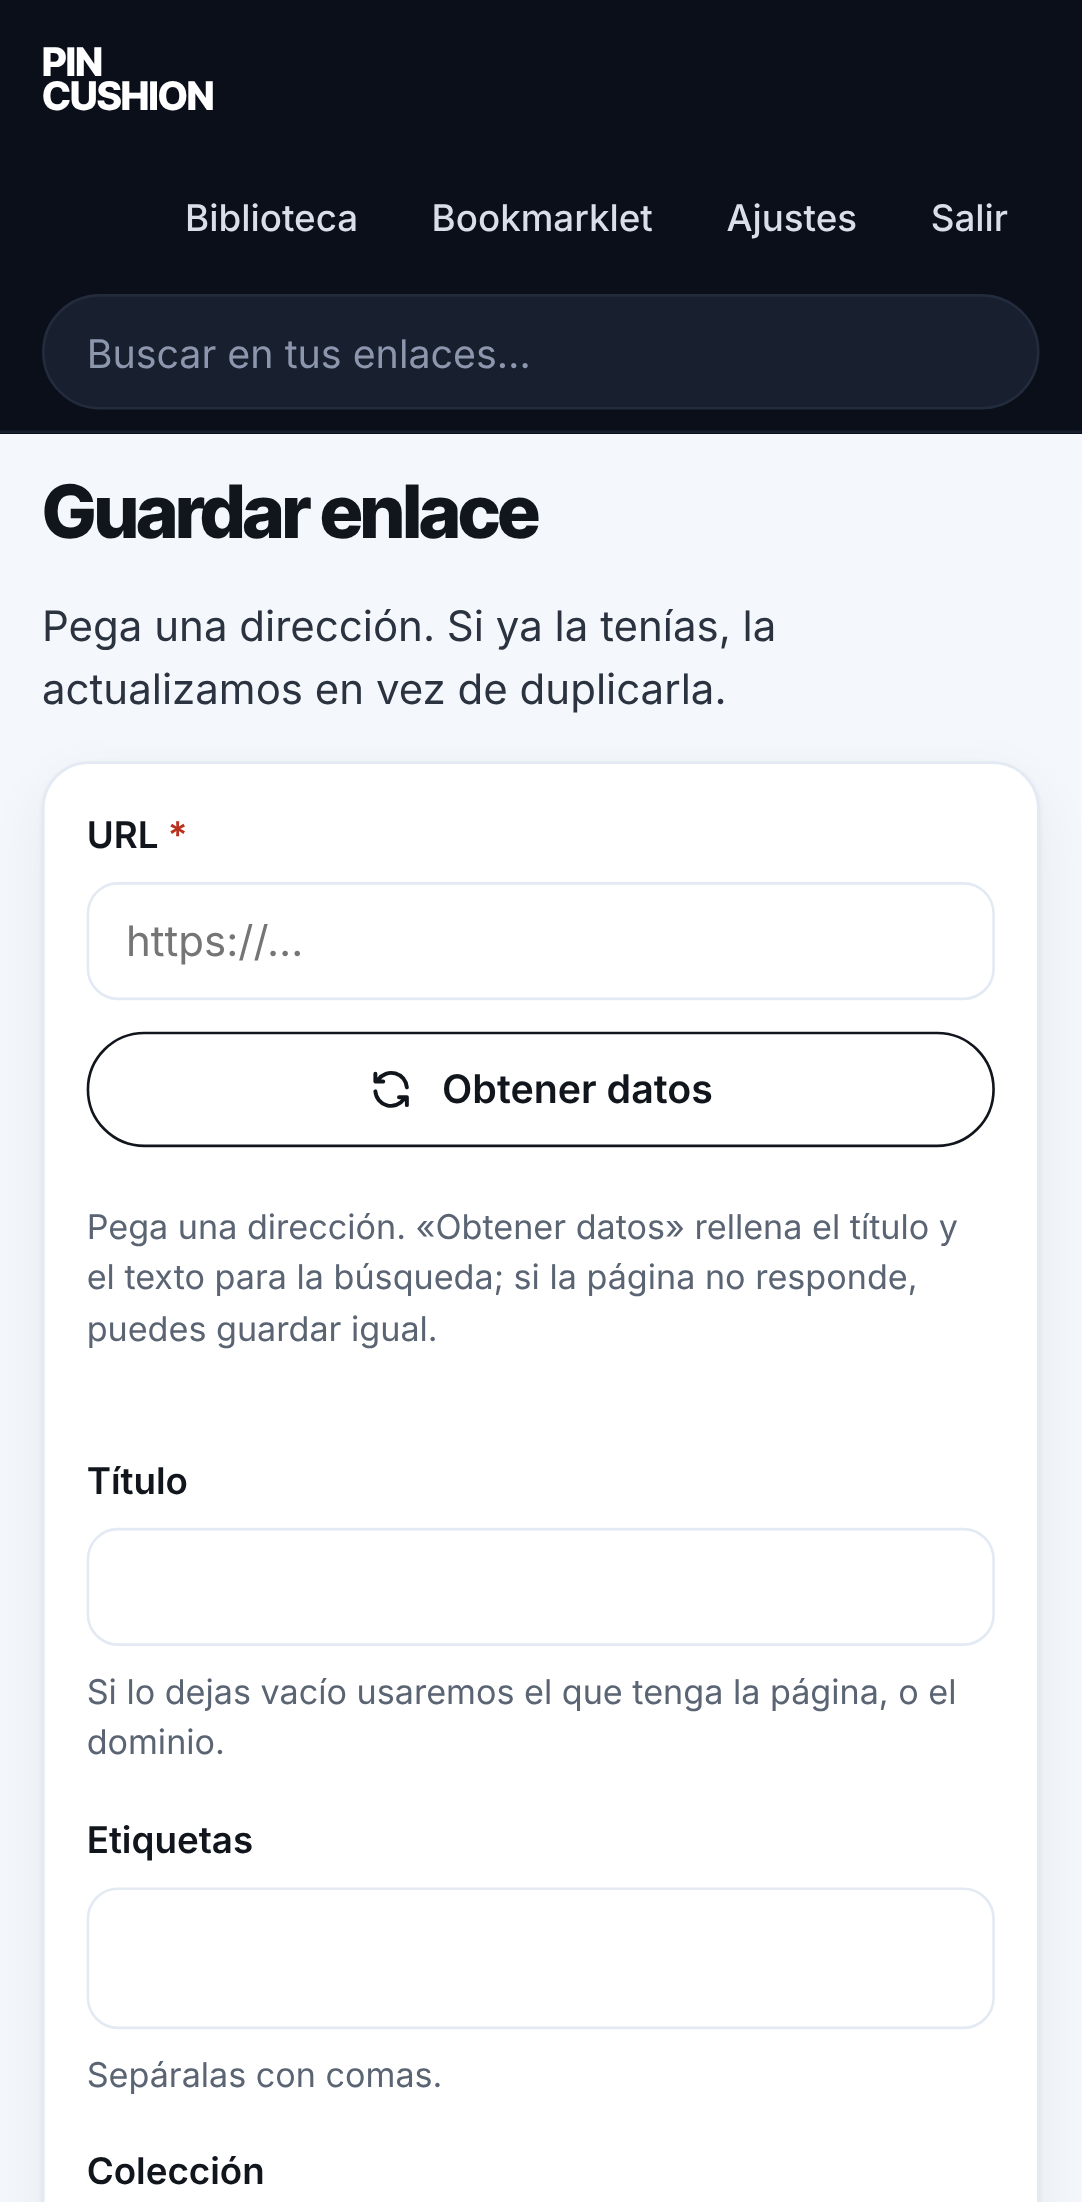 PIN
CUSHION
Biblioteca Bookmarklet Ajustes Salir
Buscar en tus enlaces...
Guardar enlace
Pega una dirección. Si ya la tenías, la
actualizamos en vez de duplicarla.
URL *
https://...
Obtener datos
Pega una dirección. «Obtener datos» rellena el título y
el texto para la búsqueda; si la página no responde,
puedes guardar igual.
Título
Si lo dejas vacío usaremos el que tenga la página, o el
dominio.
Etiquetas
Sepáralas con comas.
Colección